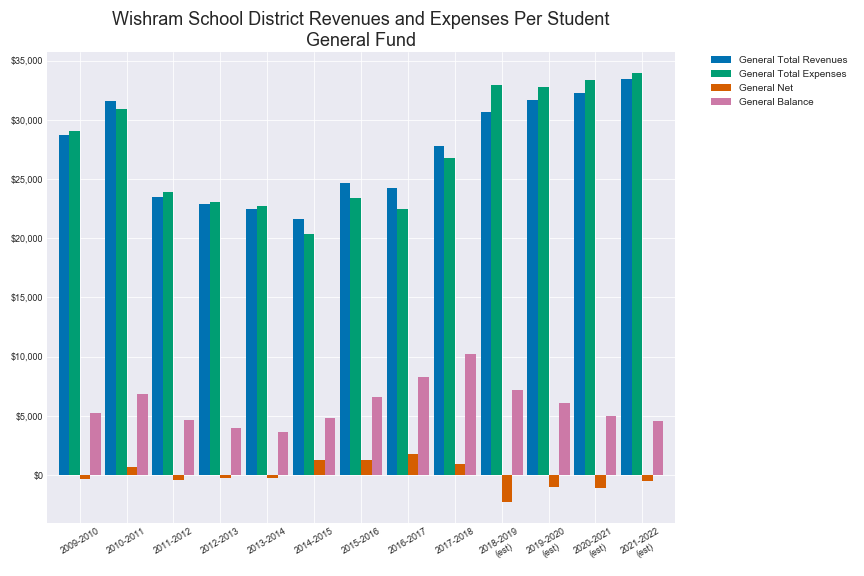 Wishram School District Revenues and Expenses Per Student
General Fund
General Total Revenues
General Total Expenses
General Net
General Balance
$35,000
$30,000
$25,000
$20,000
$15,000
$10,000
$5,000
$0
2009-2010
2010-2011
2011-2012
2012-2013
2013-2014
2014-2015
2015-2016
2016-2017
2017-2018
2018-2019
(est)
2019-2020
(est)
2020-2021
(est)
2021-2022
(est)